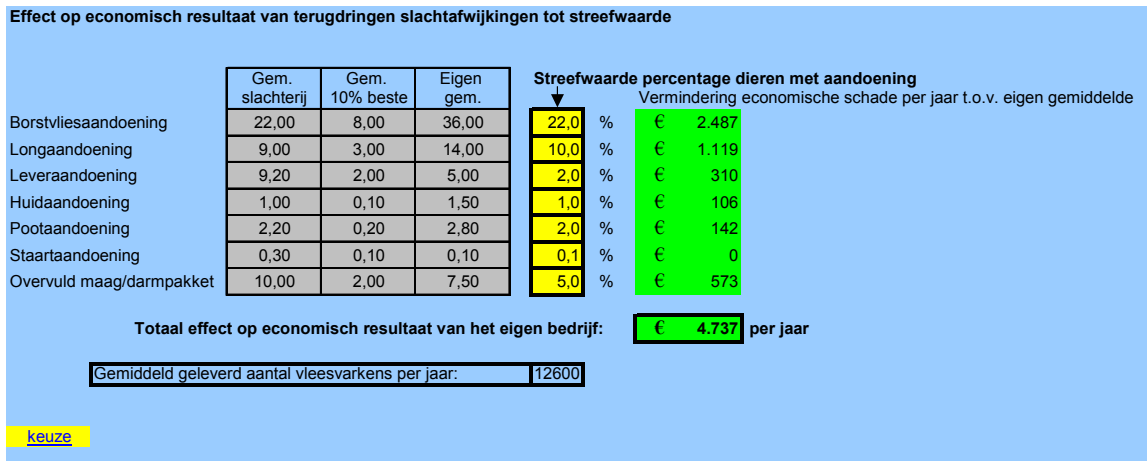 Effect op economisch resultaat van terugdringen slachtafwijkingen tot streefwaarde
Gem. slachterij Gem. 10% beste Eigen gem. Streefwaarde percentage dieren met aandoening
Vermindering economische schade per jaar t.o.v. eigen gemiddelde
Borstvliesaandoening 22,00 8,00 36,00 22,0 % € 2.487
Longaandoening 9,00 3,00 14,00 10,0 % € 1.119
Leveraandoening 9,20 2,00 5,00 2,0 % € 310
Huidaandoening 1,00 0,10 1,50 1,0 % € 106
Pootaandoening 2,20 0,20 2,80 2,0 % € 142
Staartaandoening 0,30 0,10 0,10 0,1 % € 0
Overvuld maag/darmpakket 10,00 2,00 7,50 5,0 % € 573
Totaal effect op economisch resultaat van het eigen bedrijf: € 4.737 per jaar
Gemiddeld geleverd aantal vleesvarkens per jaar: 12600
keuze